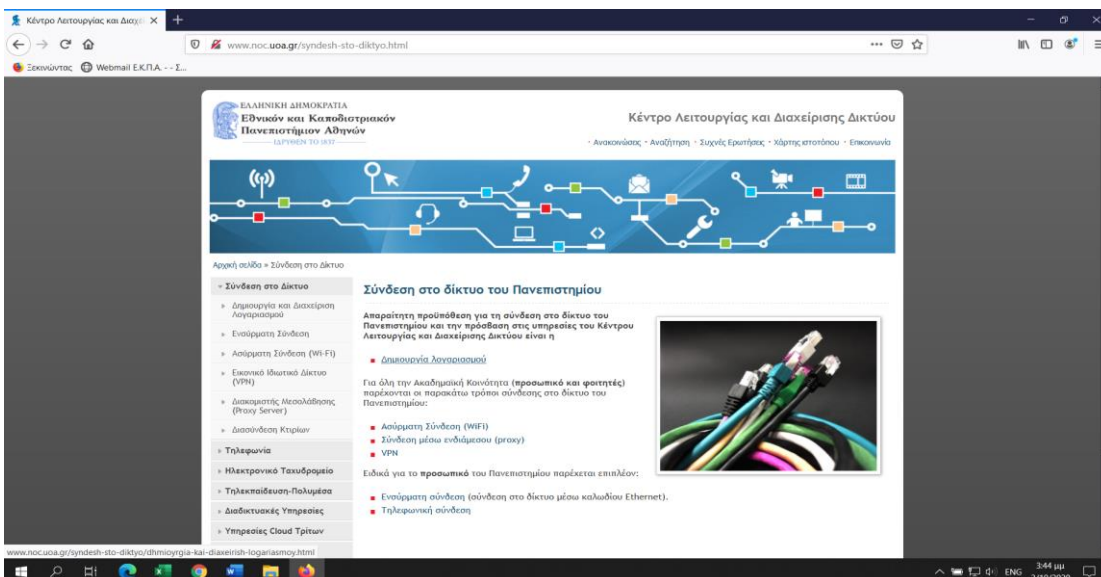 Κέντρο Λειτουργίας και Διαχεί
www.noc.uoa.gr/syndesh-sto-diktyo.html
Ξεκινώντας Webmail Ε.Κ.Π.Α. - - Σ...
ΕΛΛΗΝΙΚΗ ΔΗΜΟΚΡΑΤΙΑ
Εθνικόν και Καποδιστριακόν
Πανεπιστήμιον Αθηνών
ΙΔΡΥΘΕΝ ΤΟ 1837
Κέντρο Λειτουργίας και Διαχείρισης Δικτύου
Ανακοινώσεις • Αναζήτηση • Συχνές Ερωτήσεις • Χάρτης ιστοτόπου • Επικοινωνία
Αρχική σελίδα » Σύνδεση στο Δίκτυο
Σύνδεση στο Δίκτυο
Δημιουργία και Διαχείριση
Λογαριασμού
Ενσύρματη Σύνδεση
Ασύρματη Σύνδεση (Wi-Fi)
Εικονικό Ιδιωτικό Δίκτυο
(VPN)
Διακομιστής Μεσολάβησης
(Proxy Server)
Διασύνδεση Κτιρίων
Τηλεφωνία
Ηλεκτρονικό Ταχυδρομείο
Τηλεκπαίδευση-Πολυμέσα
Διαδικτυακές Υπηρεσίες
Υπηρεσίες Cloud Τρίτων
Σύνδεση στο δίκτυο του Πανεπιστημίου
Απαραίτητη προϋπόθεση για τη σύνδεση στο δίκτυο του
Πανεπιστημίου και την πρόσβαση στις υπηρεσίες του Κέντρου
Λειτουργίας και Διαχείρισης Δικτύου είναι η
Δημιουργία λογαριασμού
Για όλη την Ακαδημαϊκή Κοινότητα (προσωπικό και φοιτητές)
παρέχονται οι παρακάτω τρόποι σύνδεσης στο δίκτυο του
Πανεπιστημίου:
Ασύρματη Σύνδεση (WiFi)
Σύνδεση μέσω ενδιάμεσου (proxy)
VPN
Ειδικά για το προσωπικό του Πανεπιστημίου παρέχεται επιπλέον:
Ενσύρματη σύνδεση (σύνδεση στο δίκτυο μέσω καλωδίου Ethernet).
Τηλεφωνική σύνδεση
www.noc.uoa.gr/syndesh-sto-diktyo/dhmioyrgia-kai-diaxeirish-logariasmoy.html
ENG
3:44 μμ